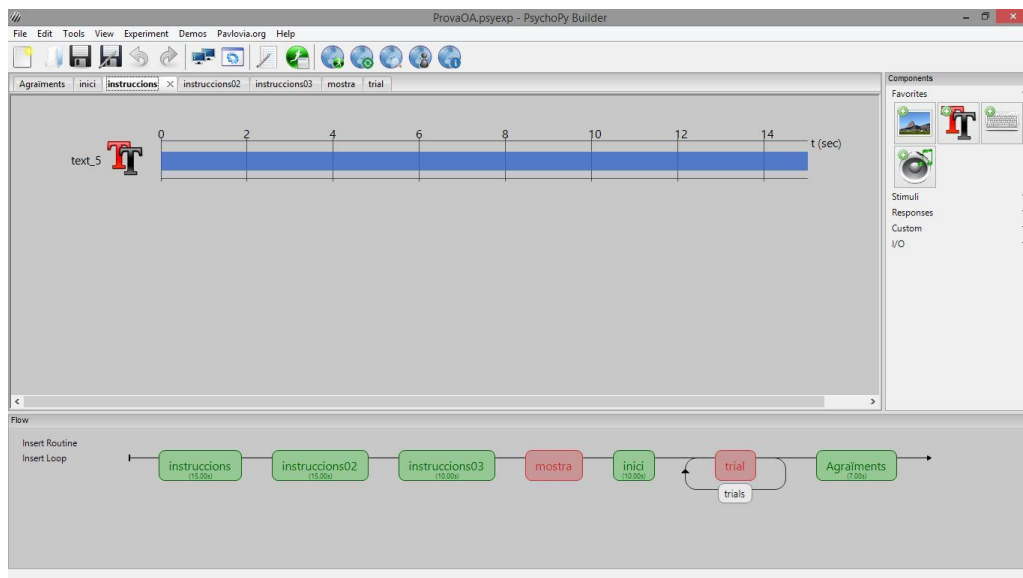 ProvaOA.psyexp - PsychoPy Builder
File Edit Tools View Experiment Demos Pavlovia.org Help
Agraïments inici instruccions × instruccions02 instruccions03 mostra trial
0 2 4 6 8 10 12 14
t (sec)
text_5
Components
Favorites
Stimuli
Responses
Custom
I/O
Flow
Insert Routine
Insert Loop
instruccions
(15.00s)
instruccions02
(15.00s)
instruccions03
(10.00s)
mostra
inici
(10.00s)
trial
trials
Agraïments
(7.00s)